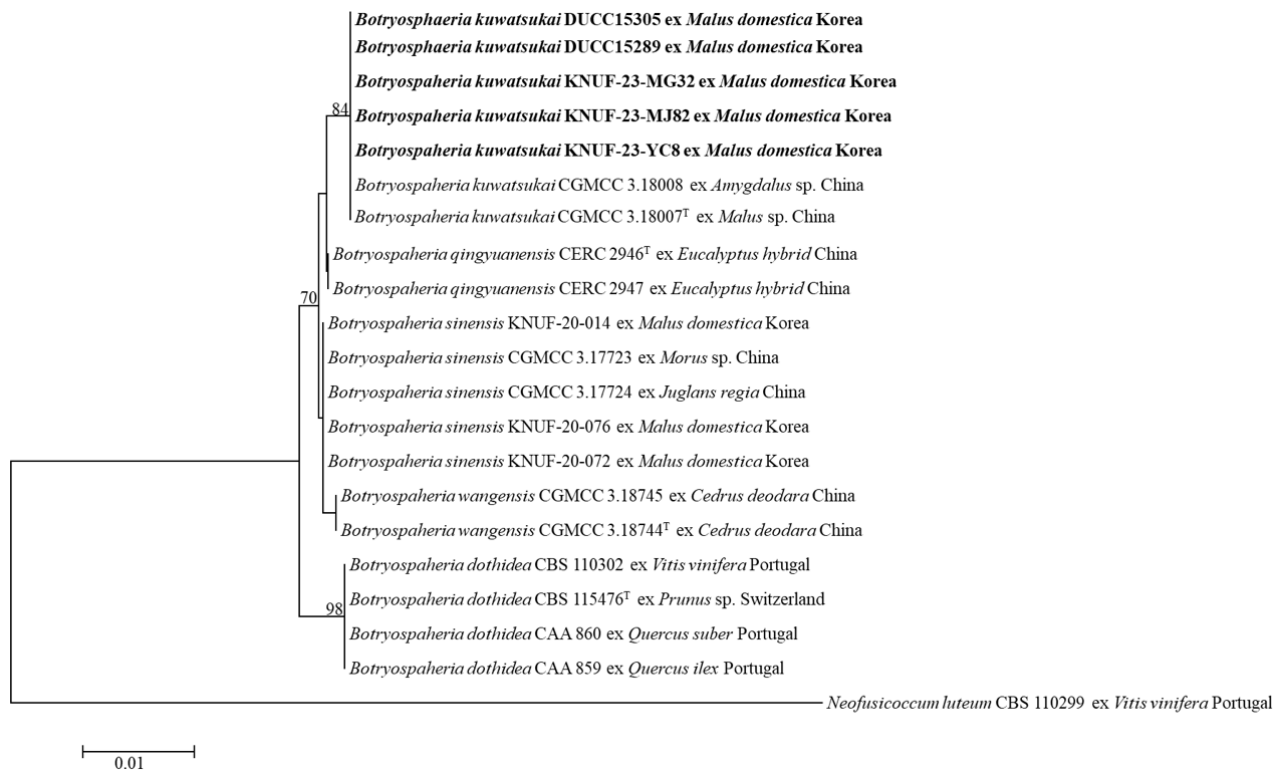 Botryosphaeria kuwatsukai DUCC15305 ex Malus domestica Korea
Botryosphaeria kuwatsukai DUCC15289 ex Malus domestica Korea
Botryospaheria kuwatsukai KNUF-23-MG32 ex Malus domestica Korea
84
Botryospaheria kuwatsukai KNUF-23-MJ82 ex Malus domestica Korea
Botryospaheria kuwatsukai KNUF-23-YC8 ex Malus domestica Korea
Botryospaheria kuwatsukai CGMCC 3.18008 ex Amygdalus sp. China
Botryospaheria kuwatsukai CGMCC 3.18007ᵀ ex Malus sp. China
Botryospaheria qingyuanensis CERC 2946ᵀ ex Eucalyptus hybrid China
Botryospaheria qingyuanensis CERC 2947 ex Eucalyptus hybrid China
70
Botryospaheria sinensis KNUF-20-014 ex Malus domestica Korea
Botryospaheria sinensis CGMCC 3.17723 ex Morus sp. China
Botryospaheria sinensis CGMCC 3.17724 ex Juglans regia China
Botryospaheria sinensis KNUF-20-076 ex Malus domestica Korea
Botryospaheria sinensis KNUF-20-072 ex Malus domestica Korea
Botryospaheria wangensis CGMCC 3.18745 ex Cedrus deodara China
Botryospaheria wangensis CGMCC 3.18744ᵀ ex Cedrus deodara China
Botryospaheria dothidea CBS 110302 ex Vitis vinifera Portugal
Botryospaheria dothidea CBS 115476ᵀ ex Prunus sp. Switzerland
98
Botryospaheria dothidea CAA 860 ex Quercus suber Portugal
Botryospaheria dothidea CAA 859 ex Quercus ilex Portugal
Neofusicoccum luteum CBS 110299 ex Vitis vinifera Portugal
0.01